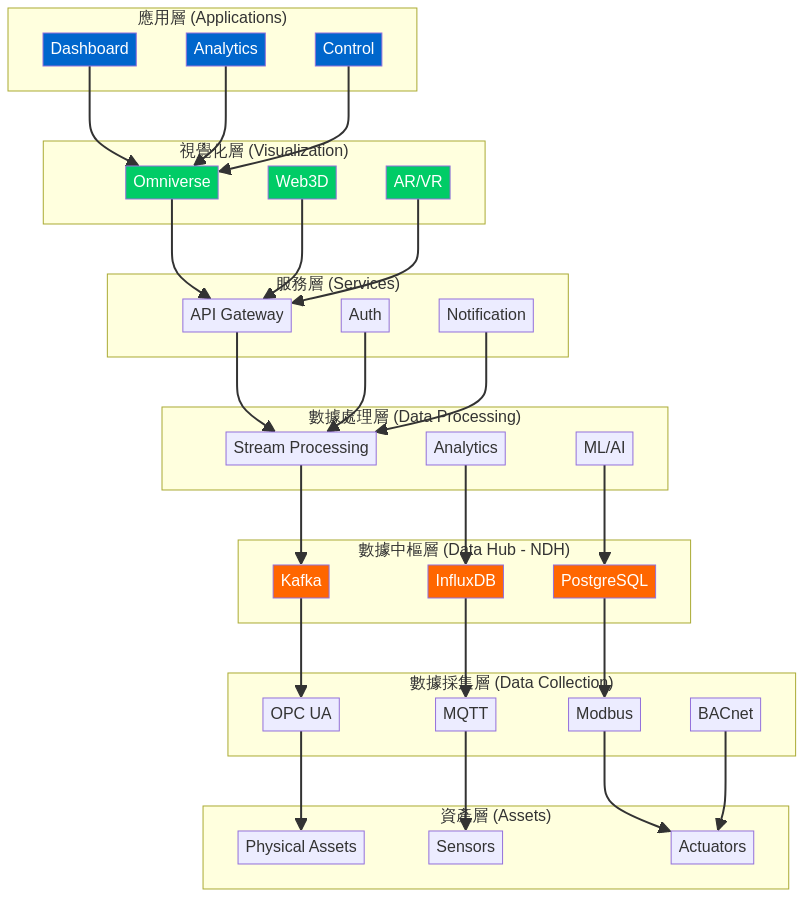 應用層 (Applications)
Dashboard
Analytics
Control
視覺化層 (Visualization)
Omniverse
Web3D
AR/VR
服務層 (Services)
API Gateway
Auth
Notification
數據處理層 (Data Processing)
Stream Processing
Analytics
ML/AI
數據中樞層 (Data Hub - NDH)
Kafka
InfluxDB
PostgreSQL
數據採集層 (Data Collection)
OPC UA
MQTT
Modbus
BACnet
資產層 (Assets)
Physical Assets
Sensors
Actuators